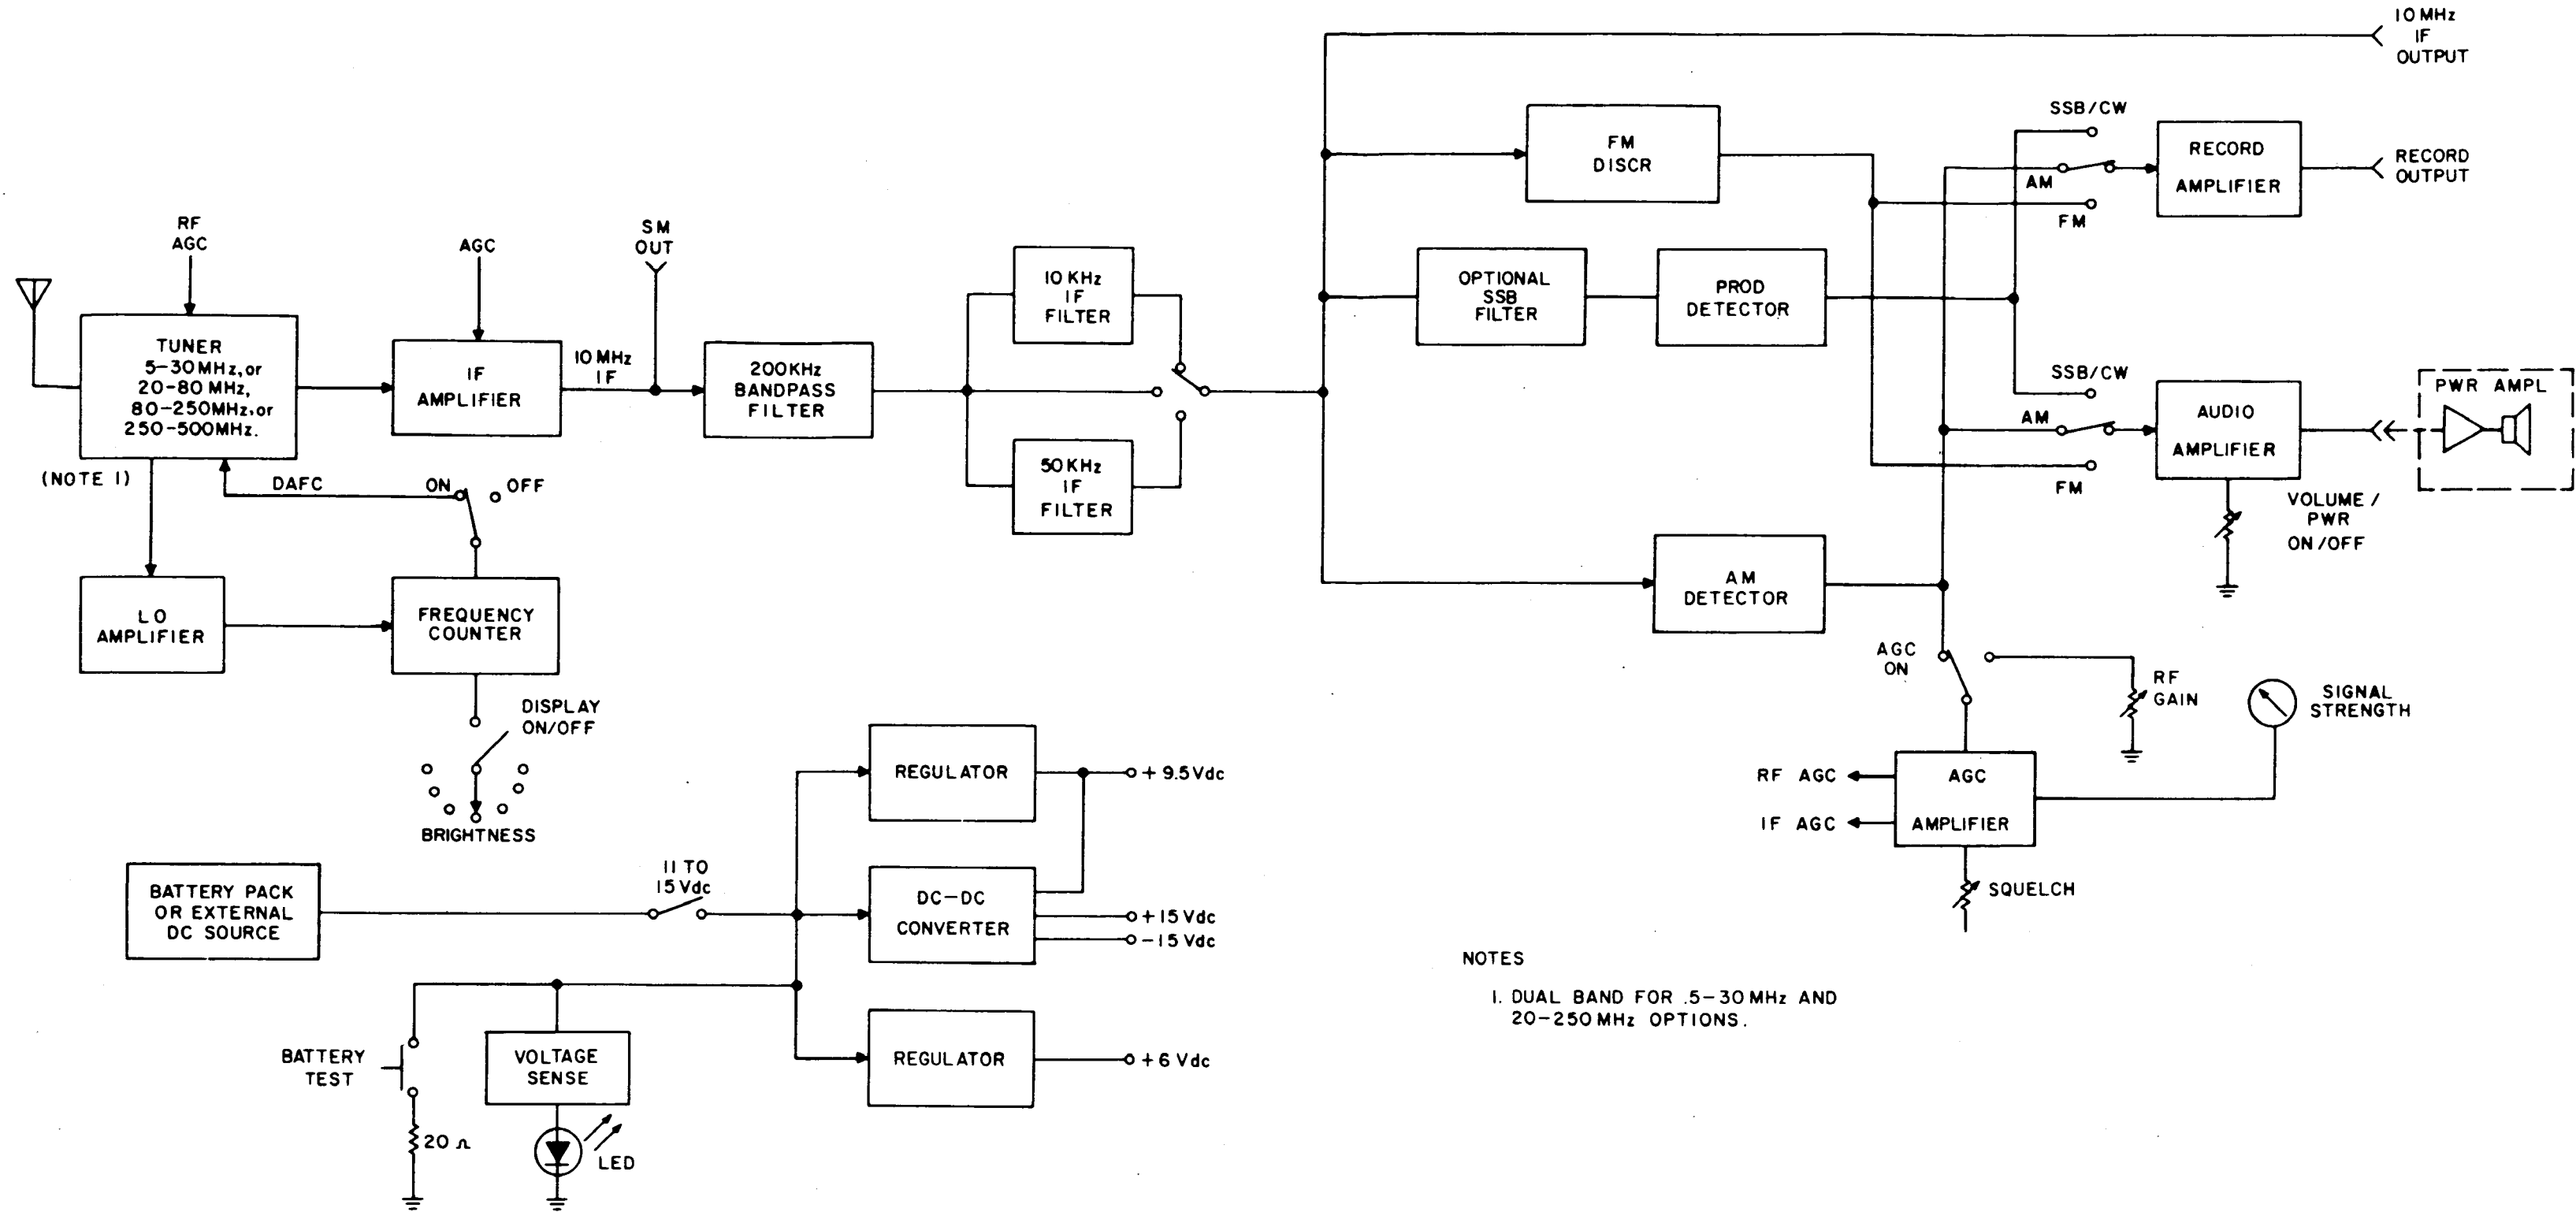 10 MHz
IF
OUTPUT
FM
DISCR
SSB/CW
AM
FM
RECORD
AMPLIFIER
RECORD
OUTPUT
RF
AGC
AGC
SM
OUT
10 KHz
IF
FILTER
OPTIONAL
SSB
FILTER
PROD
DETECTOR
TUNER
5-30MHz, or
20-80 MHz,
80-250MHz, or
250-500MHz.
(NOTE 1)
IF
AMPLIFIER
10 MHz
IF
200KHz
BANDPASS
FILTER
50 KHz
IF
FILTER
SSB/CW
AM
FM
AUDIO
AMPLIFIER
PWR AMPL
VOLUME /
PWR
ON/OFF
DAFC
ON
OFF
LO
AMPLIFIER
FREQUENCY
COUNTER
AM
DETECTOR
DISPLAY
ON/OFF
BRIGHTNESS
AGC
ON
RF
GAIN
SIGNAL
STRENGTH
RF AGC
IF AGC
AGC
AMPLIFIER
SQUELCH
REGULATOR
+ 9.5 Vdc
BATTERY PACK
OR EXTERNAL
DC SOURCE
11 TO
15 Vdc
DC-DC
CONVERTER
+15 Vdc
-15 Vdc
REGULATOR
+6 Vdc
BATTERY
TEST
VOLTAGE
SENSE
20 Ω
LED
NOTES
1. DUAL BAND FOR .5-30 MHz AND
20-250 MHz OPTIONS.